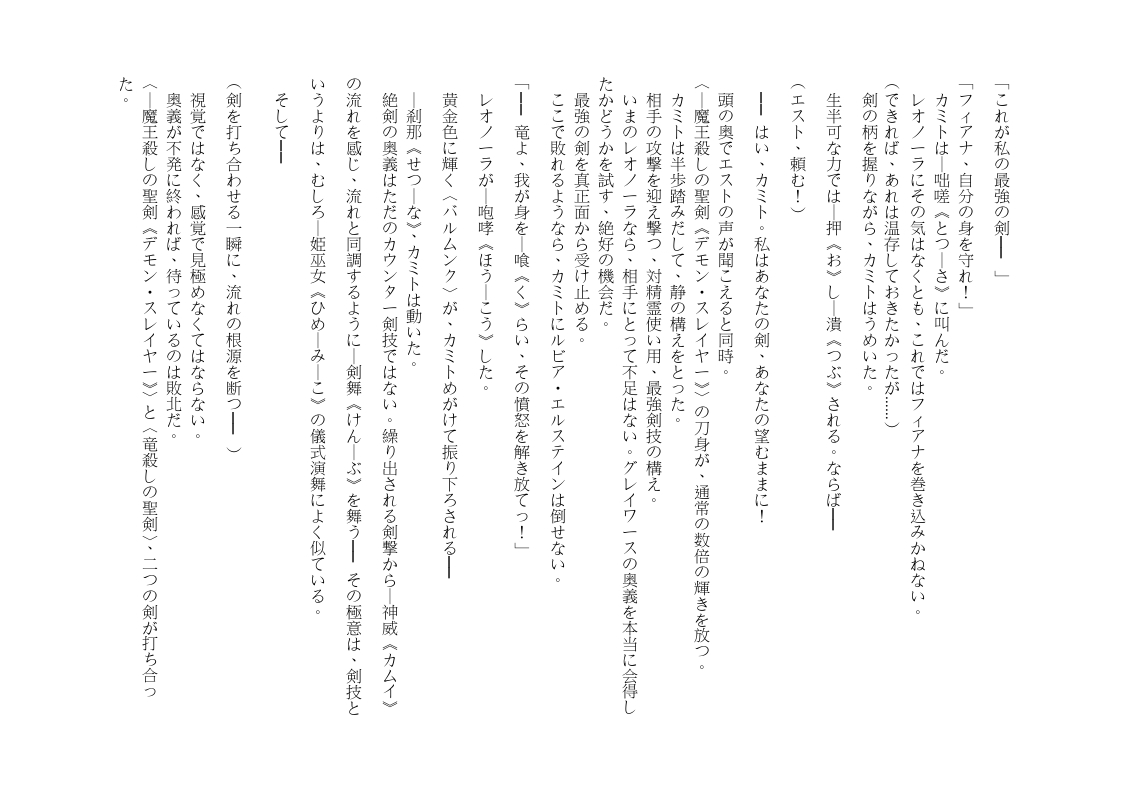 「これが私の最強の剣━━　」
「フィアナ、自分の身を守れ！」
カミトは―咄嗟《とつ―さ》に叫んだ。
レオノーラにその気はなくとも、これではフィアナを巻き込みかねない。
（できれば、あれは温存しておきたかったが……）
剣の柄を握りながら、カミトはうめいた。
生半可な力では―押《お》し―潰《つぶ》される。ならば━━
（エスト、頼む！）
━━　はい、カミト。私はあなたの剣、あなたの望むままに！
頭の奥でエストの声が聞こえると同時。
〈―魔王殺しの聖剣《デモン・スレイヤー》〉の刀身が、通常の数倍の輝きを放つ。
カミトは半歩踏みだして、静の構えをとった。
相手の攻撃を迎え撃つ、対精霊使い用、最強剣技の構え。
いまのレオノーラなら、相手にとって不足はない。グレイワースの奥義を本当に会得し
たかどうかを試す、絶好の機会だ。
最強の剣を真正面から受け止める。
ここで敗れるようなら、カミトにルビア・エルステインは倒せない。
「━━　竜よ、我が身を―喰《く》らい、その憤怒を解き放てっ！」
レオノーラが―咆哮《ほう―こう》した。
黄金色に輝く〈バルムンク〉が、カミトめがけて振り下ろされる━━
―刹那《せつ―な》、カミトは動いた。
絶剣の奥義はただのカウンター剣技ではない。繰り出される剣撃から―神威《カムイ》
の流れを感じ、流れと同調するように―剣舞《けん―ぶ》を舞う━━　その極意は、剣技と
いうよりは、むしろ―姫巫女《ひめ―み―こ》の儀式演舞によく似ている。
そして━━
（剣を打ち合わせる一瞬に、流れの根源を断つ━━　）
視覚ではなく、感覚で見極めなくてはならない。
奥義が不発に終われば、待っているのは敗北だ。
〈―魔王殺しの聖剣《デモン・スレイヤー》〉と〈竜殺しの聖剣〉、二つの剣が打ち合っ
た。